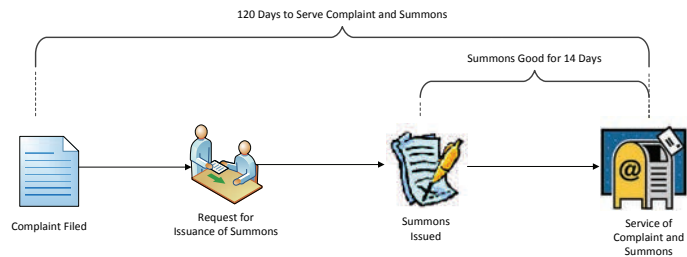 120 Days to Serve Complaint and Summons
Summons Good for 14 Days
@
Complaint Filed
Request for
Issuance of Summons
Summons
Issued
Service of
Complaint and
Summons